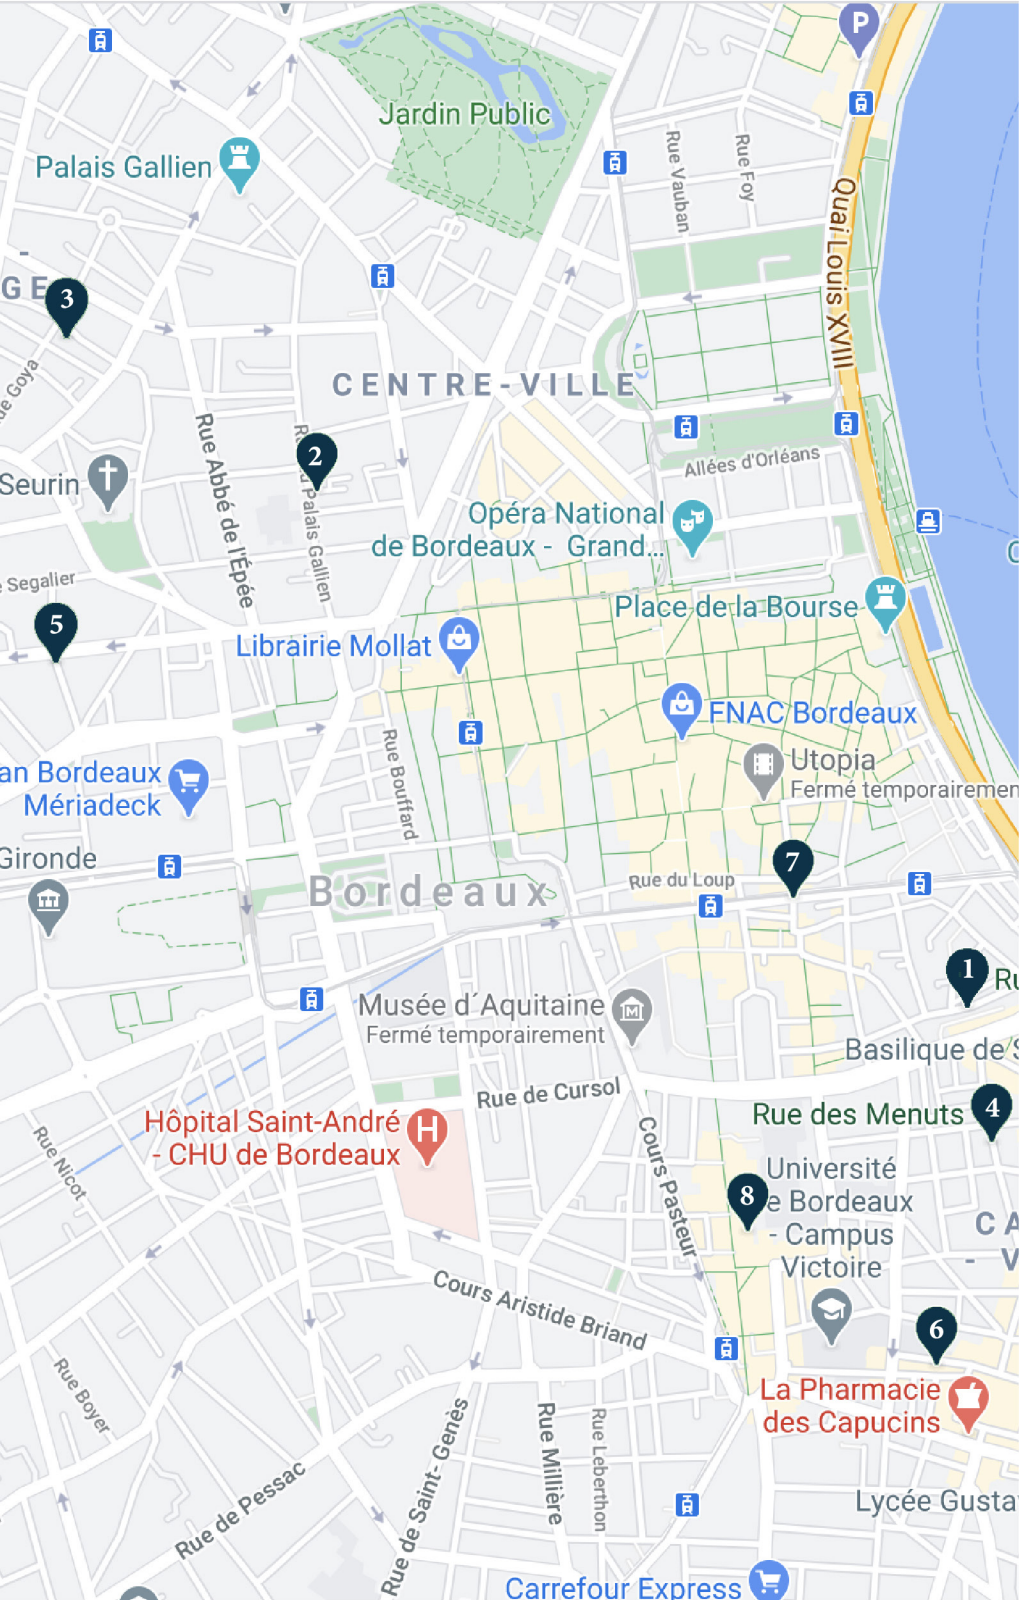 P
Jardin Public
Palais Gallien
Rue Vauban
Rue Foy
Quai Louis XVIII
-
GE
3
CENTRE-VILLE
Rue Abbé de l'Épée
2
Palais Gallien
Allées d'Orléans
Seurin
Opéra National
de Bordeaux - Grand...
Segalier
Place de la Bourse
5
Librairie Mollat
FNAC Bordeaux
Rue Bouffard
an Bordeaux
Mériadeck
Utopia
Fermé temporairemen
Gironde
7
Rue du Loup
Bordeaux
1
Ru
Musée d´Aquitaine
Fermé temporairement
M
Basilique de S
Rue de Cursol
Rue des Menuts
4
Hôpital Saint-André
- CHU de Bordeaux
H
Rue Nicot
Cours Pasteur
8
Université
e Bordeaux
- Campus
Victoire
CA
- V
Cours Aristide Briand
6
Rue Boyer
La Pharmacie
des Capucins
Rue de Saint- Genès
Rue Millière
Rue Leberthon
Rue de Pessac
Lycée Gusta
Carrefour Express